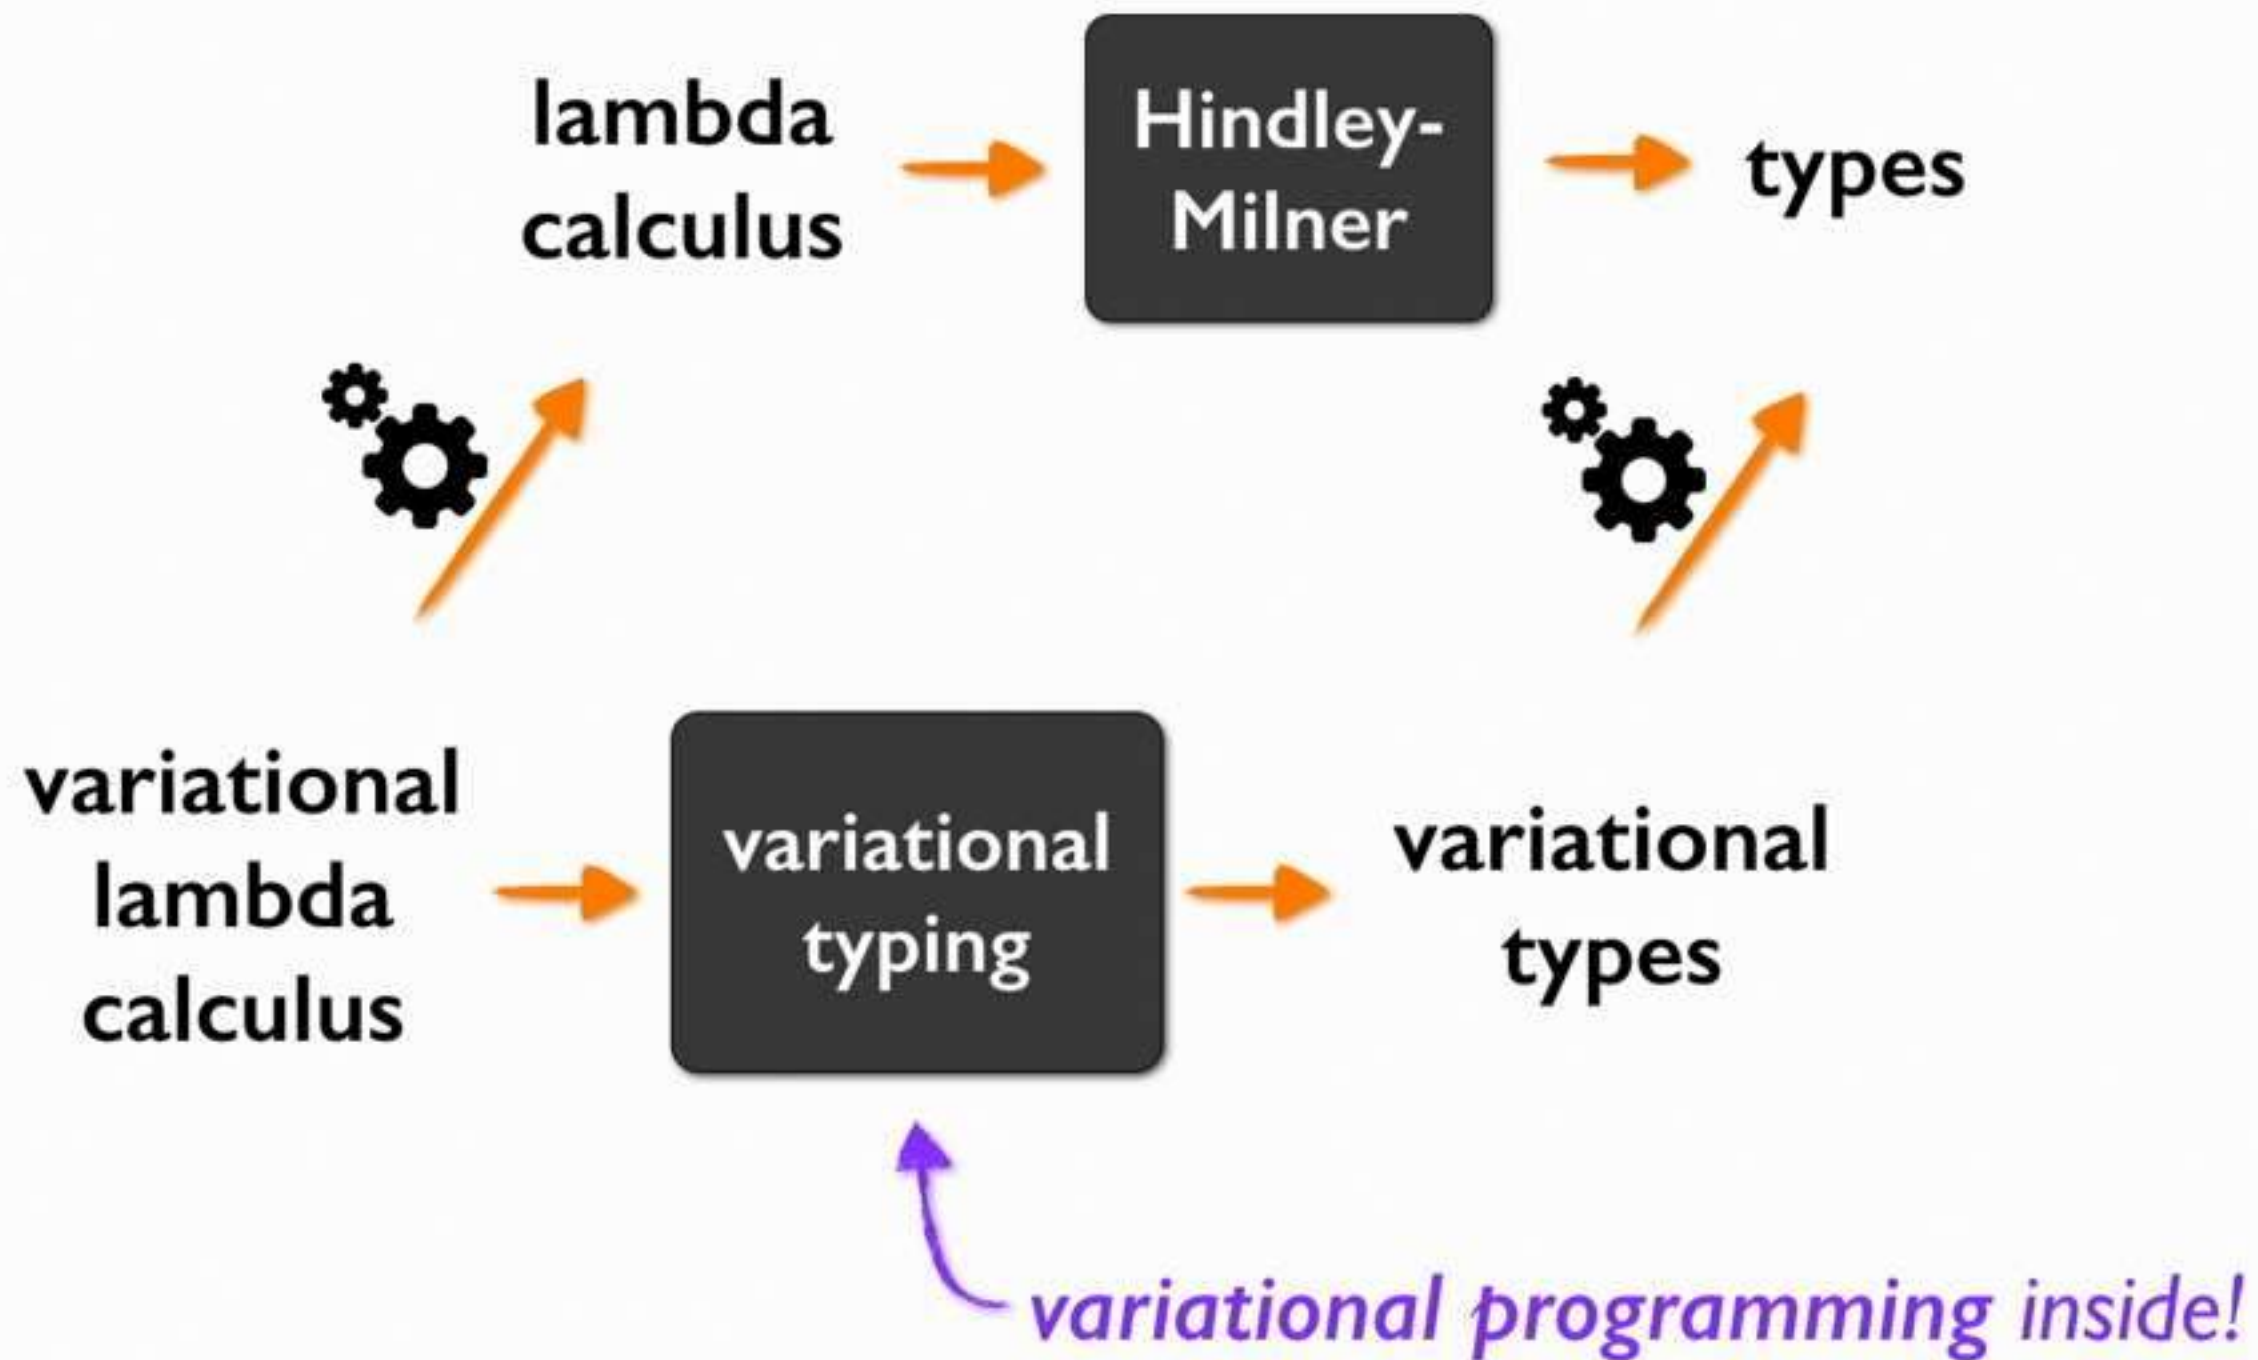 lambda
calculus
Hindley-
Milner
types
variational
lambda
calculus
variational
typing
variational
types
variational programming inside!